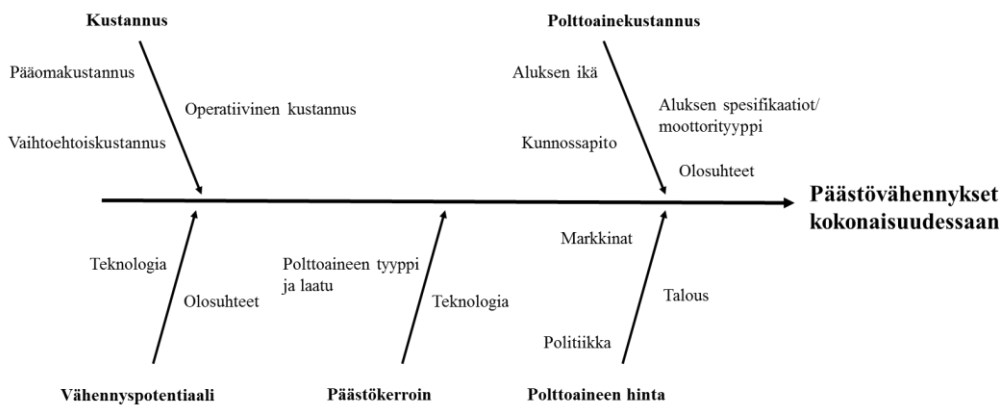 Kustannus
Polttoainekustannus
Pääomakustannus
Aluksen ikä
Operatiivinen kustannus
Aluksen spesifikaatiot/
moottorityyppi
Vaihtoehtoiskustannus
Kunnossapito
Olosuhteet
Päästövähennykset
kokonaisuudessaan
Markkinat
Teknologia
Polttoaineen tyyppi
ja laatu
Olosuhteet
Teknologia
Talous
Politiikka
Vähennyspotentiaali
Päästökerroin
Polttoaineen hinta